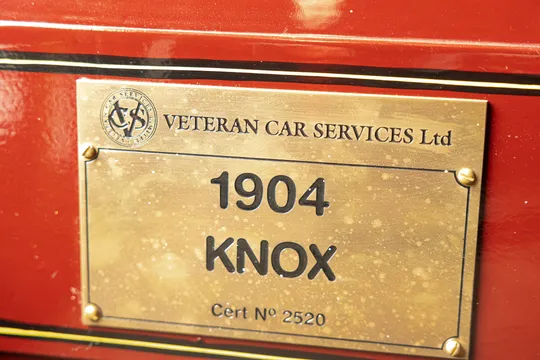 VETERAN CAR SERVICES Ltd
1904
KNOX
Cert Nº 2520